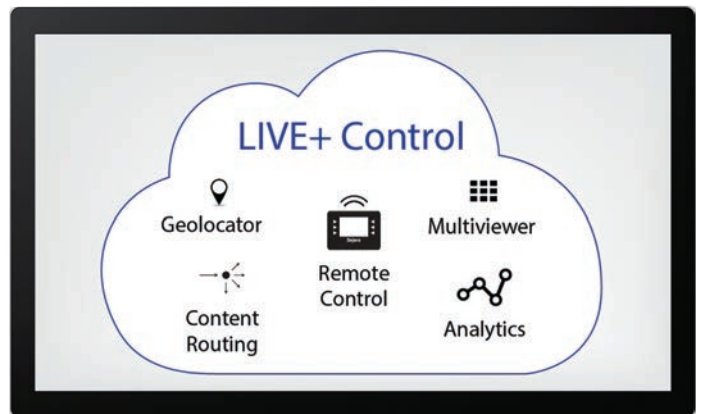 LIVE+ Control
Geolocator
Multiviewer
Remote
Control
Content
Routing
Analytics